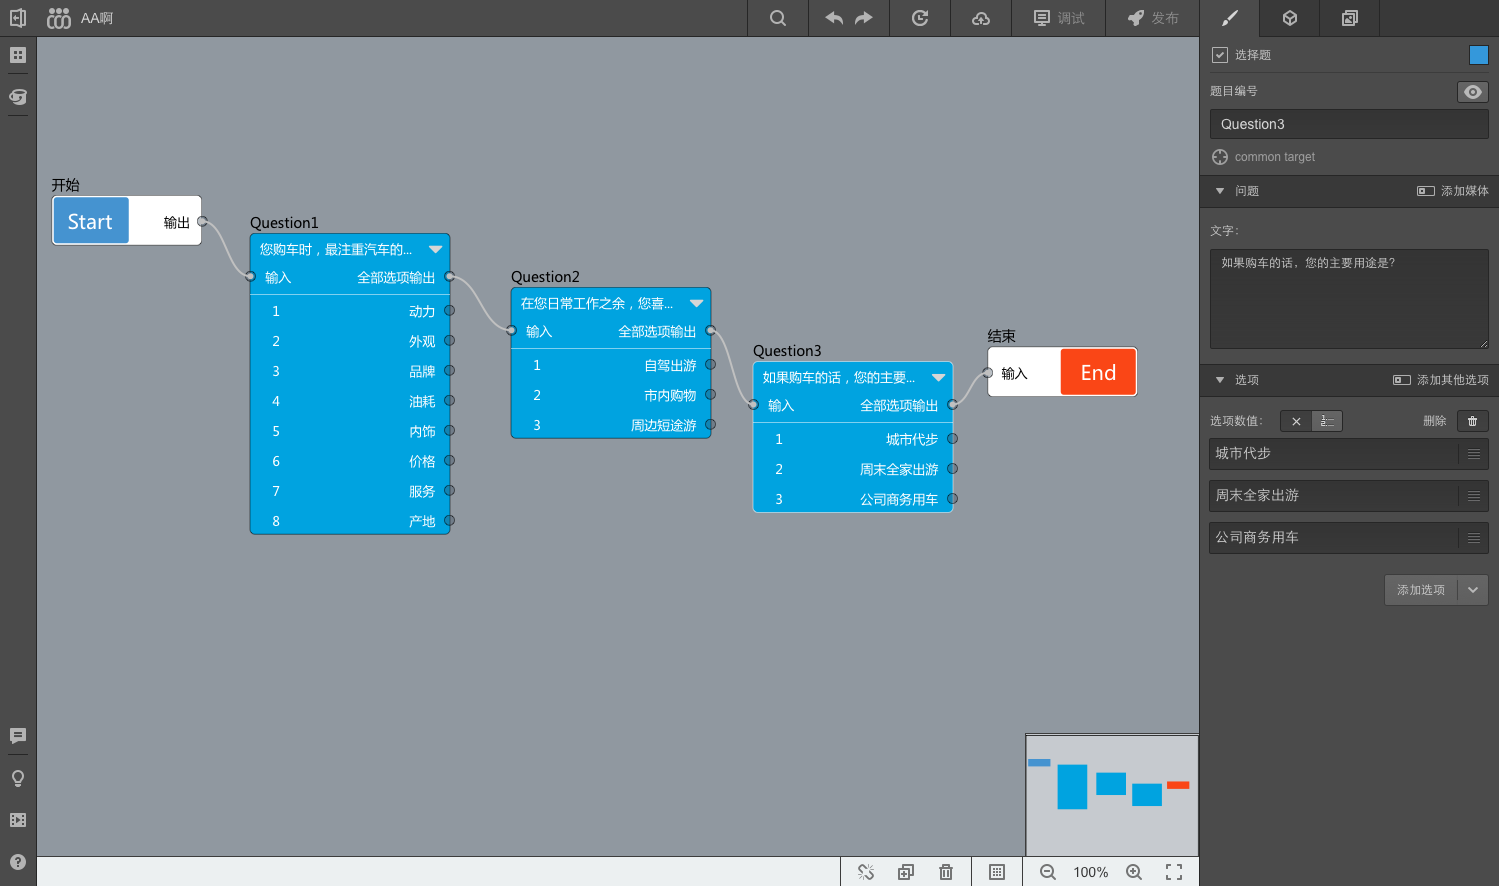 AA啊
调试
发布
开始
Start
输出
Question1
您购车时，最注重汽车的...
输入
全部选项输出
1
动力
2
外观
3
品牌
4
油耗
5
内饰
6
价格
7
服务
8
产地
Question2
在您日常工作之余，您喜...
输入
全部选项输出
1
自驾出游
2
市内购物
3
周边短途游
Question3
如果购车的话，您的主要...
输入
全部选项输出
1
城市代步
2
周末全家出游
3
公司商务用车
结束
输入
End
100%
选择题
题目编号
Question3
common target
问题
添加媒体
文字：
如果购车的话，您的主要用途是?
选项
添加其他选项
选项数值：
删除
城市代步
周末全家出游
公司商务用车
添加选项